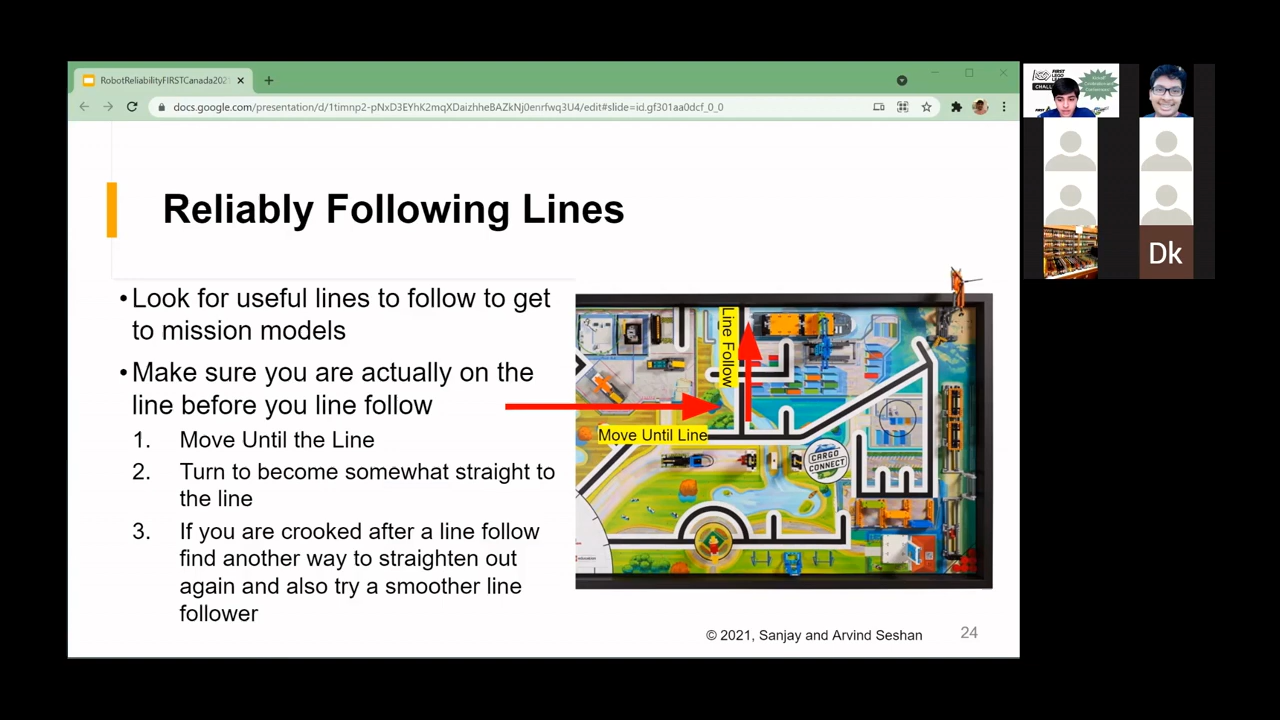 RobotReliabilityFIRSTCanada202
docs.google.com/presentation/d/1timnp2-pNxD3EYhK2mqXDaizhheBAZkNj0enrfwq3U4/edit#slide=id.gf301aa0dcf_0_0
Reliably Following Lines
•Look for useful lines to follow to get
to mission models
•Make sure you are actually on the
line before you line follow
1. Move Until the Line
2. Turn to become somewhat straight to
the line
3. If you are crooked after a line follow
find another way to straighten out
again and also try a smoother line
follower
Line Follow
Move Until Line
CARGO
CONNECT
© 2021, Sanjay and Arvind Seshan
24
FIRST
LEGO
Dk